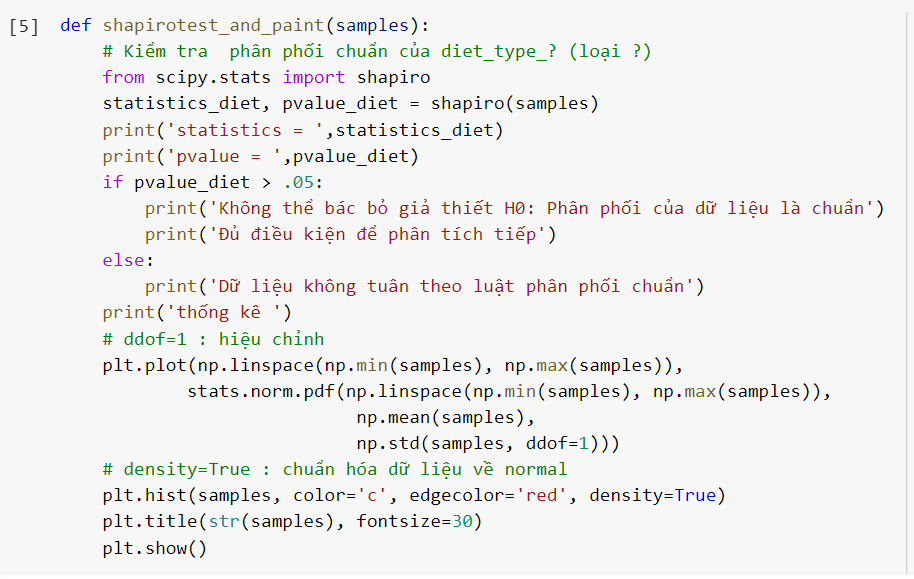 [5] def shapirotest_and_paint(samples):
# Kiểm tra  phân phối chuẩn của diet_type_? (loại ?)
from scipy.stats import shapiro
statistics_diet, pvalue_diet = shapiro(samples)
print('statistics = ',statistics_diet)
print('pvalue = ',pvalue_diet)
if pvalue_diet > .05:
print('Không thể bác bỏ giả thiết H0: Phân phối của dữ liệu là chuẩn')
print('Đủ điều kiện để phân tích tiếp')
else:
print('Dữ liệu không tuân theo luật phân phối chuẩn')
print('thống kê ')
# ddof=1 : hiệu chỉnh
plt.plot(np.linspace(np.min(samples), np.max(samples)),
stats.norm.pdf(np.linspace(np.min(samples), np.max(samples)),
np.mean(samples),
np.std(samples, ddof=1)))
# density=True : chuẩn hóa dữ liệu về normal
plt.hist(samples, color='c', edgecolor='red', density=True)
plt.title(str(samples), fontsize=30)
plt.show()